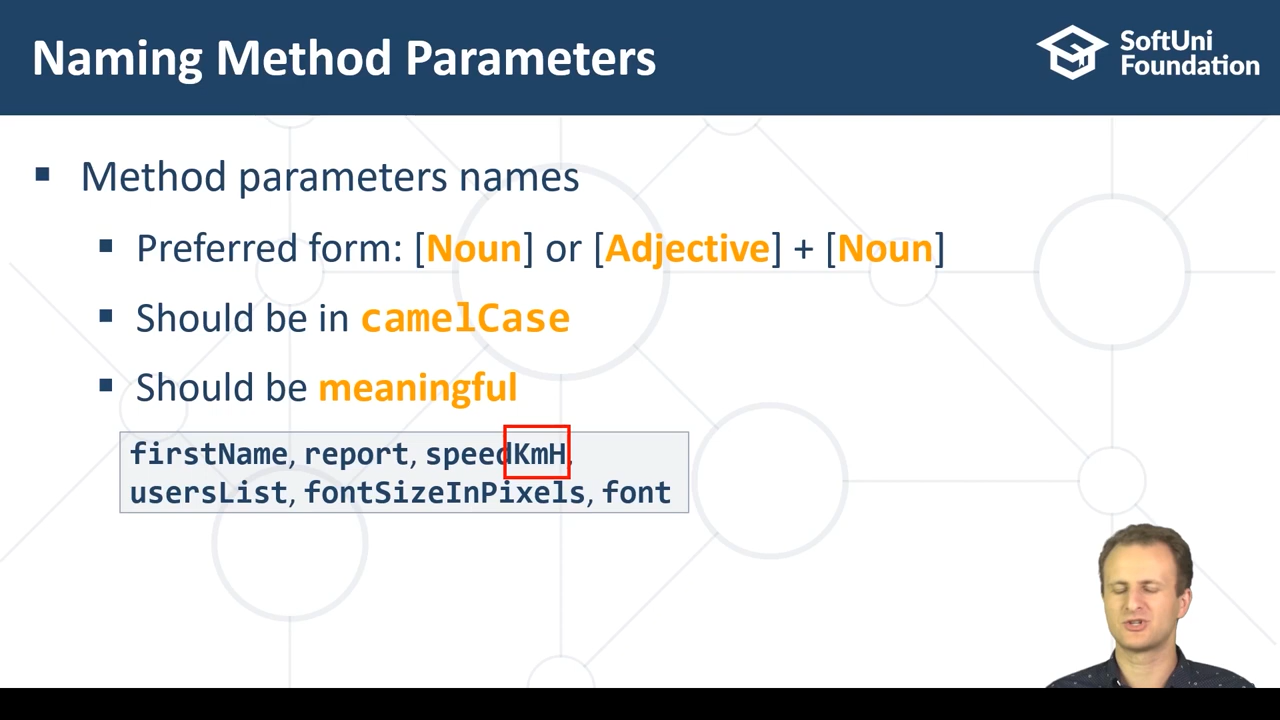 Naming Method Parameters
SoftUni
Foundation
Method parameters names
Preferred form: [Noun] or [Adjective] + [Noun]
Should be in camelCase
Should be meaningful
firstName, report, speedKmH,
usersList, fontSizeInPixels, font